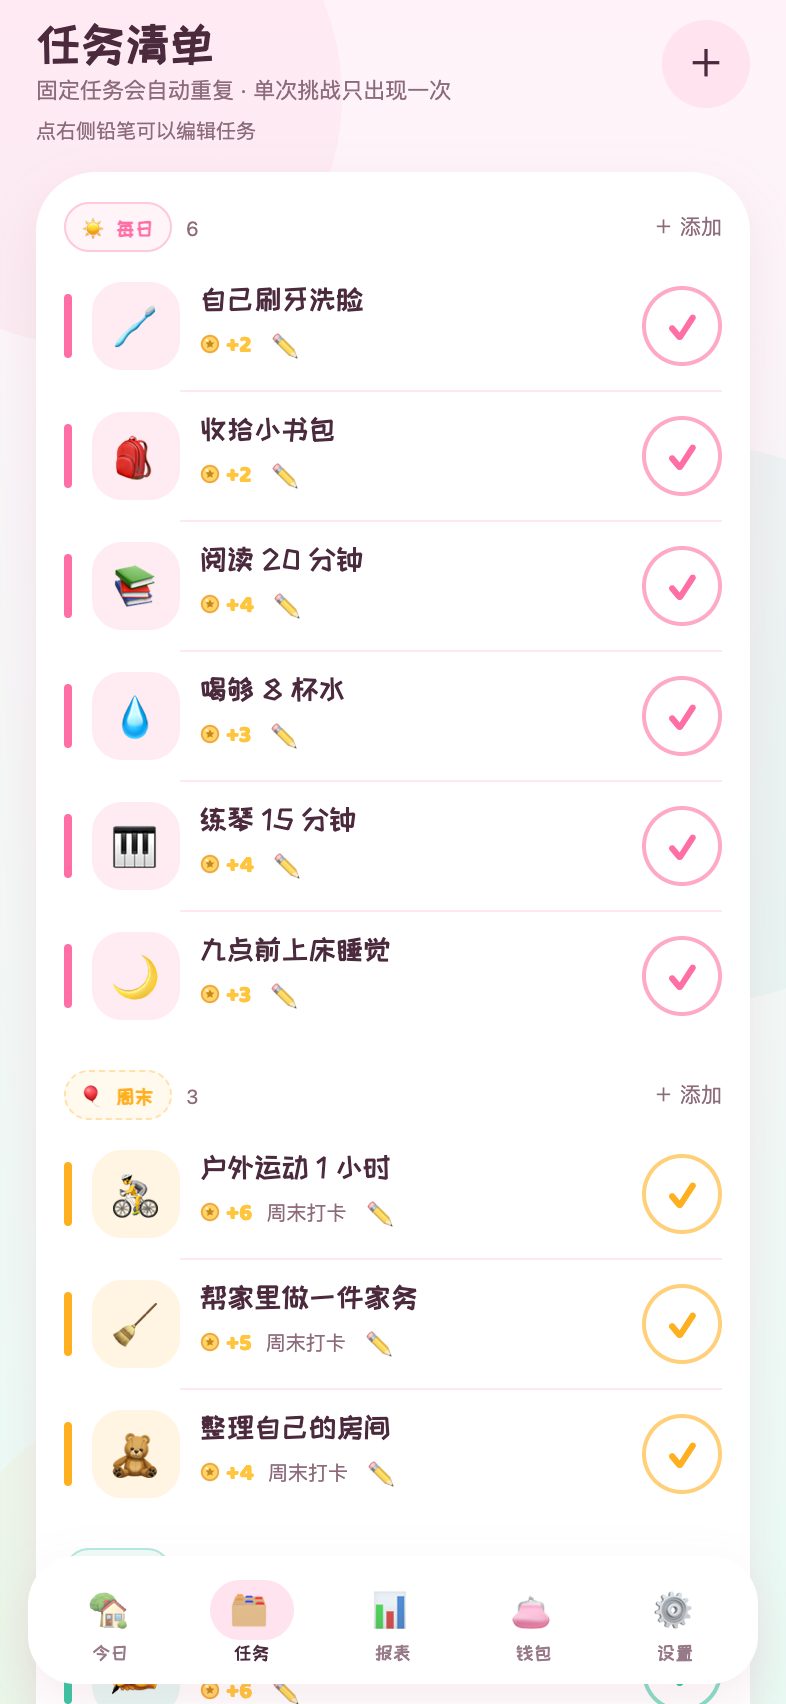 任务清单
固定任务会自动重复 · 单次挑战只出现一次
点右侧铅笔可以编辑任务
+
每日 6 + 添加
自己刷牙洗脸
+2
收拾小书包
+2
阅读 20 分钟
+4
喝够 8 杯水
+3
练琴 15 分钟
+4
九点前上床睡觉
+3
周末 3 + 添加
户外运动 1 小时
+6 周末打卡
帮家里做一件家务
+5 周末打卡
整理自己的房间
+4 周末打卡
今日 任务 报表 钱包 设置
+6